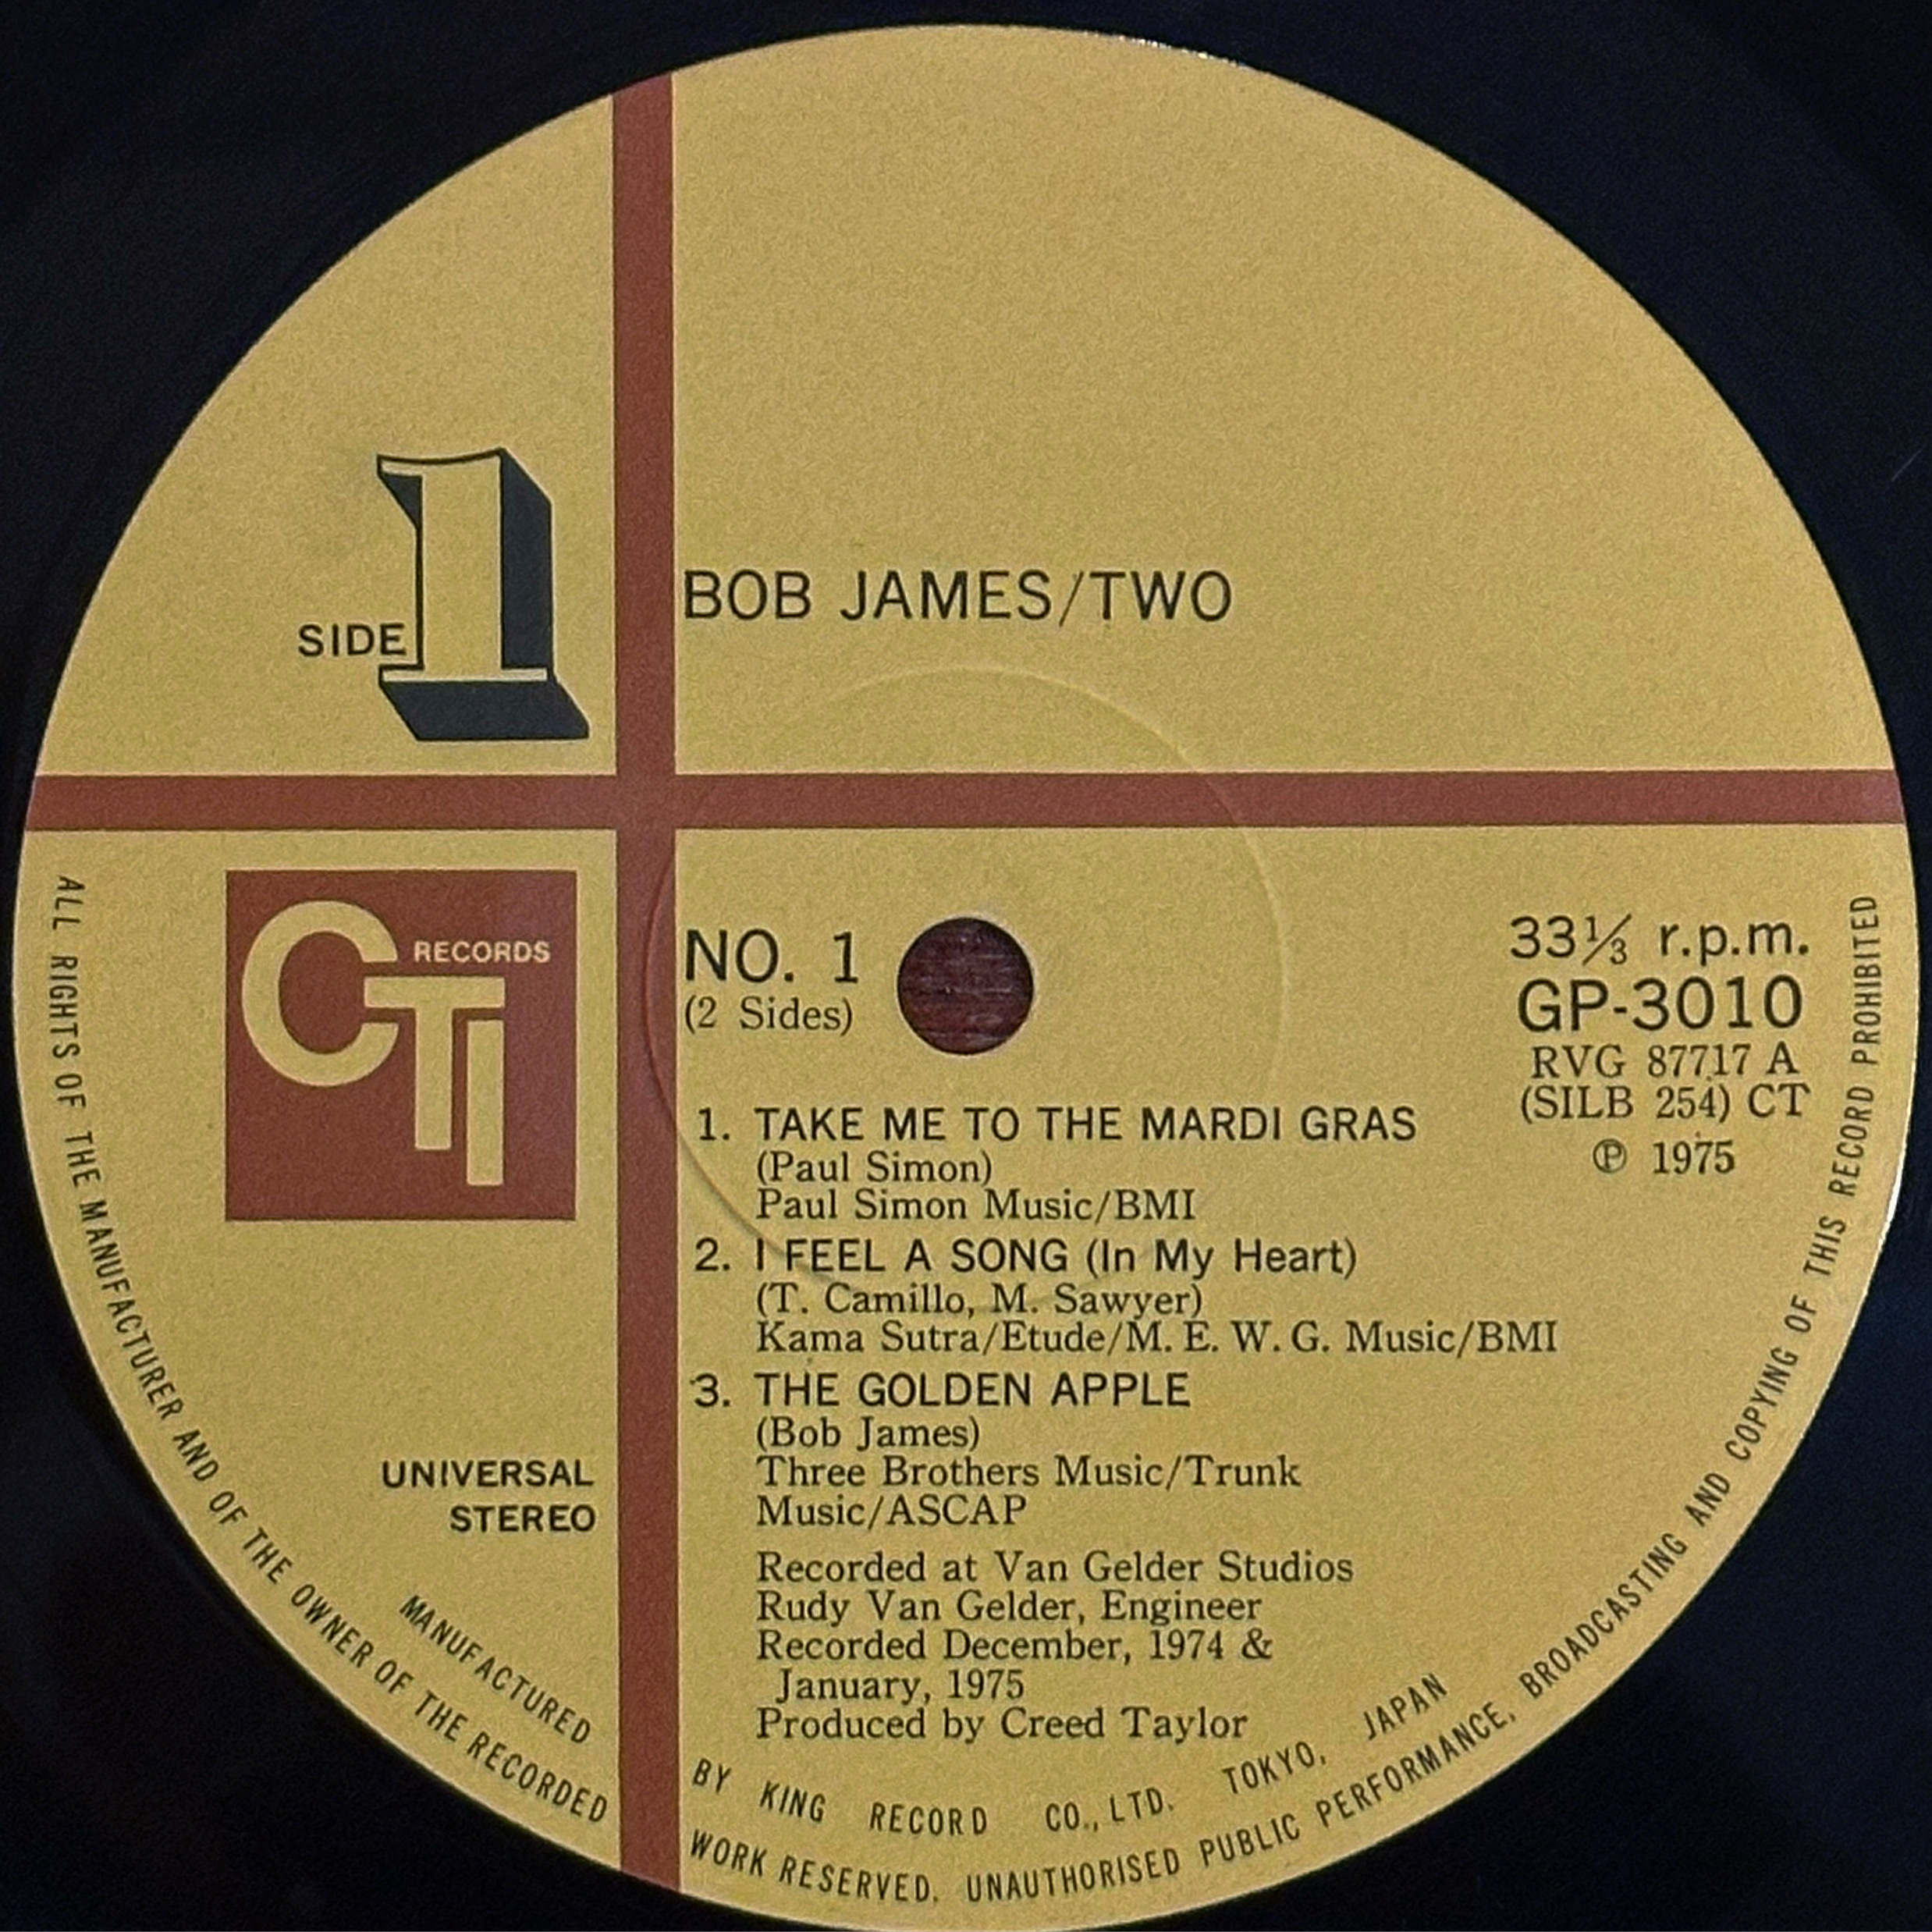 SIDE 1
BOB JAMES/TWO
CTI RECORDS
NO. 1
(2 Sides)
33⅓ r.p.m.
GP-3010
RVG 87717 A
(SILB 254) CT
℗ 1975
1. TAKE ME TO THE MARDI GRAS
(Paul Simon)
Paul Simon Music/BMI
2. I FEEL A SONG (In My Heart)
(T. Camillo, M. Sawyer)
Kama Sutra/Etude/M. E. W. G. Music/BMI
3. THE GOLDEN APPLE
(Bob James)
Three Brothers Music/Trunk
Music/ASCAP
UNIVERSAL
STEREO
Recorded at Van Gelder Studios
Rudy Van Gelder, Engineer
Recorded December, 1974 &
January, 1975
Produced by Creed Taylor
MANUFACTURED BY KING RECORD CO., LTD. TOKYO, JAPAN
ALL RIGHTS OF THE MANUFACTURER AND OF THE OWNER OF THE RECORDED WORK RESERVED. UNAUTHORISED PUBLIC PERFORMANCE, BROADCASTING AND COPYING OF THIS RECORD PROHIBITED